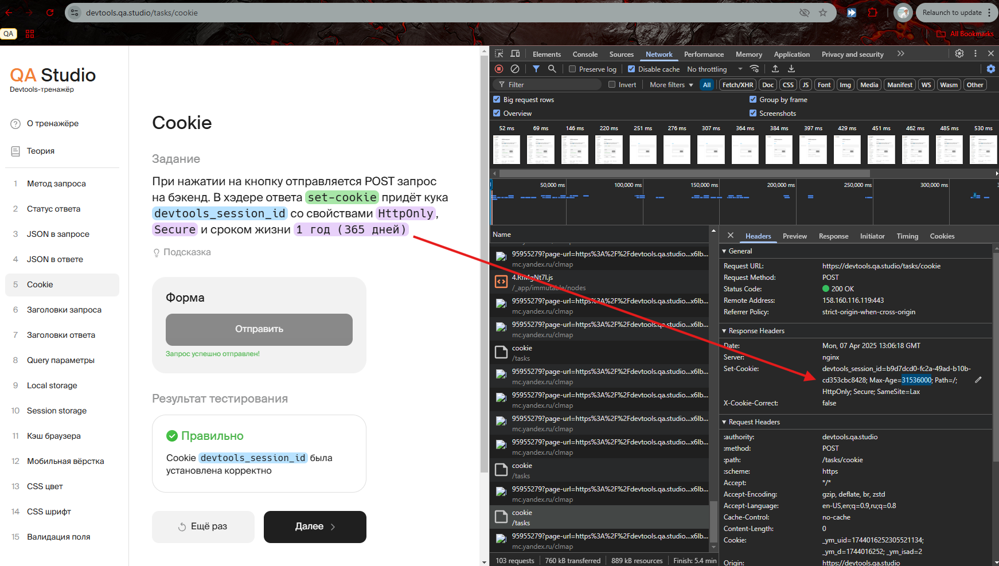 devtools.qa.studio/tasks/cookie
Relaunch to update
QA
All Bookmarks
QA Studio
Devtools-тренажёр
О тренажёре
Теория
1 Метод запроса
2 Статус ответа
3 JSON в запросе
4 JSON в ответе
5 Cookie
6 Заголовки запроса
7 Заголовки ответа
8 Query параметры
9 Local storage
10 Session storage
11 Кэш браузера
12 Мобильная вёрстка
13 CSS цвет
14 CSS шрифт
15 Валидация поля
Cookie
Задание
При нажатии на кнопку отправляется POST запрос
на бэкенд. В хэдере ответа set-cookie придёт кука
devtools_session_id со свойствами HttpOnly,
Secure и сроком жизни 1 год (365 дней)
Подсказка
Форма
Отправить
Запрос успешно отправлен!
Результат тестирования
Правильно
Cookie devtools_session_id была
установлена корректно
Ещё раз
Далее
Elements Console Sources Network Performance Memory Application Privacy and security
Preserve log Disable cache No throttling
Filter Invert More filters All Fetch/XHR Doc CSS JS Font Img Media Manifest WS Wasm Other
Big request rows Group by frame
Overview Screenshots
52 ms 69 ms 146 ms 220 ms 251 ms 276 ms 307 ms 364 ms 384 ms 397 ms 429 ms 451 ms 462 ms 485 ms 530 ms
50,000 ms 100,000 ms 150,000 ms 200,000 ms 250,000 ms 300,000 ms
Name
95955279?page-url=https%3A%2F%2Fdevtools.qa.studio...x6lb...
mc.yandex.ru/clmap
4.RfMgNt7I.js
/_app/immutable/nodes
95955279?page-url=https%3A%2F%2Fdevtools.qa.studio...x6lb...
mc.yandex.ru/clmap
95955279?page-url=https%3A%2F%2Fdevtools.qa.studio...x6lb...
mc.yandex.ru/clmap
cookie
/tasks
95955279?page-url=https%3A%2F%2Fdevtools.qa.studio...x6lb...
mc.yandex.ru/clmap
95955279?page-url=https%3A%2F%2Fdevtools.qa.studio...x6lb...
mc.yandex.ru/clmap
95955279?page-url=https%3A%2F%2Fdevtools.qa.studio...x6lb...
mc.yandex.ru/clmap
95955279?page-url=https%3A%2F%2Fdevtools.qa.studio...x6lb...
mc.yandex.ru/clmap
cookie
/tasks
95955279?page-url=https%3A%2F%2Fdevtools.qa.studio...x6lb...
mc.yandex.ru/clmap
cookie
/tasks
95955279?page-url=https%3A%2F%2Fdevtools.qa.studio...x6lb...
mc.yandex.ru/clmap
103 requests 760 kB transferred 889 kB resources Finish: 5.4 min
Headers Preview Response Initiator Timing Cookies
General
Request URL: https://devtools.qa.studio/tasks/cookie
Request Method: POST
Status Code: 200 OK
Remote Address: 158.160.116.119:443
Referrer Policy: strict-origin-when-cross-origin
Response Headers
Date: Mon, 07 Apr 2025 13:06:18 GMT
Server: nginx
Set-Cookie: devtools_session_id=b9d7dcd0-fc2a-49ad-b10b-
cd353cbc8428; Max-Age=31536000; Path=/;
HttpOnly; Secure; SameSite=Lax
X-Cookie-Correct: false
Request Headers
:authority: devtools.qa.studio
:method: POST
:path: /tasks/cookie
:scheme: https
Accept: */*
Accept-Encoding: gzip, deflate, br, zstd
Accept-Language: en-US,en;q=0.9,ru;q=0.8
Cache-Control: no-cache
Content-Length: 0
Cookie: _ym_uid=1744016252305521134;
_ym_d=1744016252; _ym_isad=2
Origin: https://devtools.qa.studio